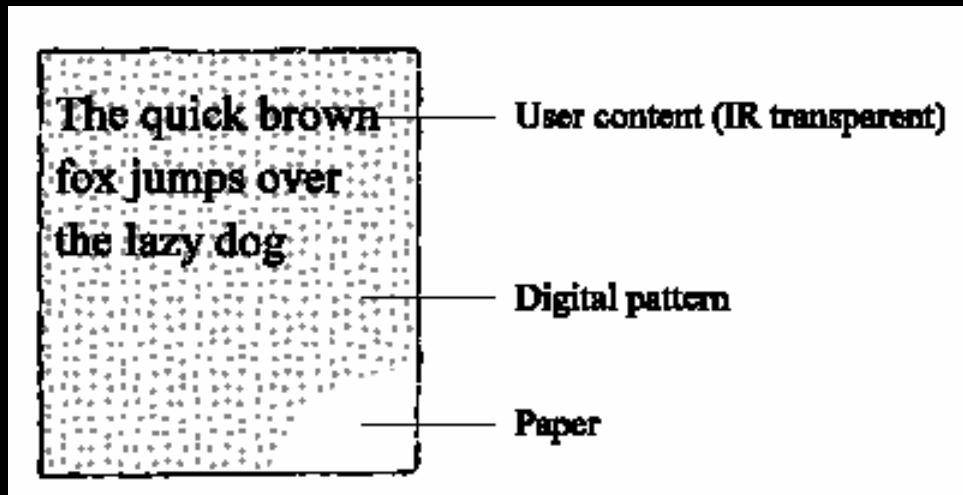 The quick brown
fox jumps over
the lazy dog
User content (IR transparent)
Digital pattern
Paper